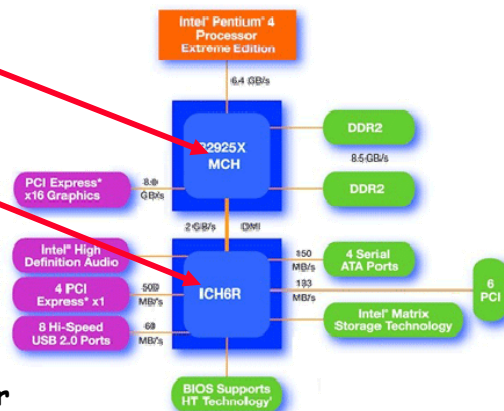 Intel® Pentium® 4
Processor
Extreme Edition
6.4 GB/s
82925X
MCH
DDR2
8.5 GB/s
DDR2
PCI Express*
x16 Graphics
8.0
GB/s
2 GB/s
DMI
Intel® High
Definition Audio
4 PCI
Express* x1
500
MB/s
8 Hi-Speed
USB 2.0 Ports
60
MB/s
ICH6R
150
MB/s
4 Serial
ATA Ports
133
MB/s
6
PCI
Intel® Matrix
Storage Technology
BIOS Supports
HT Technology¹
r